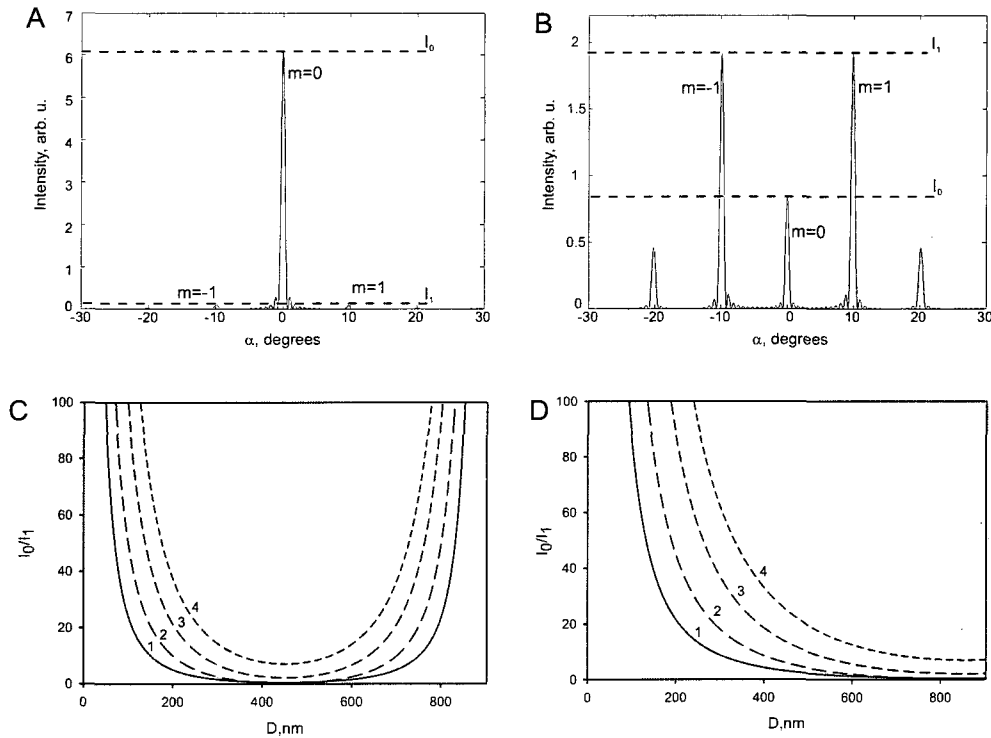 A
7
6
5
4
3
2
1
0
Intensity, arb. u.
I₀
m=0
m=-1
m=1
I₁
-30
-20
-10
0
10
20
30
α, degrees
B
2
1.5
1
0.5
0
Intensity, arb. u.
I₁
m=-1
m=1
I₀
m=0
-30
-20
-10
0
10
20
30
α, degrees
C
100
80
60
40
20
0
I₀/I₁
1
2
3
4
0
200
400
600
800
D,nm
D
100
80
60
40
20
0
I₀/I₁
1
2
3
4
0
200
400
600
800
D,nm